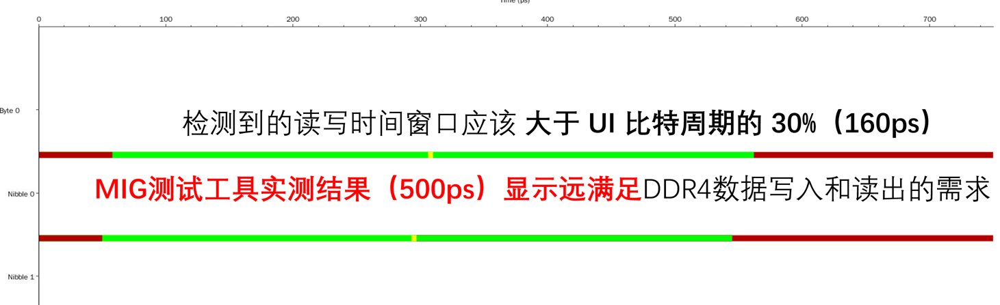 Time (ps)
0 100 200 300 400 500 600 700
Byte 0
检测到的读写时间窗口应该 大于 UI 比特周期的 30%（160ps）
Nibble 0
MIG测试工具实测结果（500ps）显示远满足DDR4数据写入和读出的需求
Nibble 1